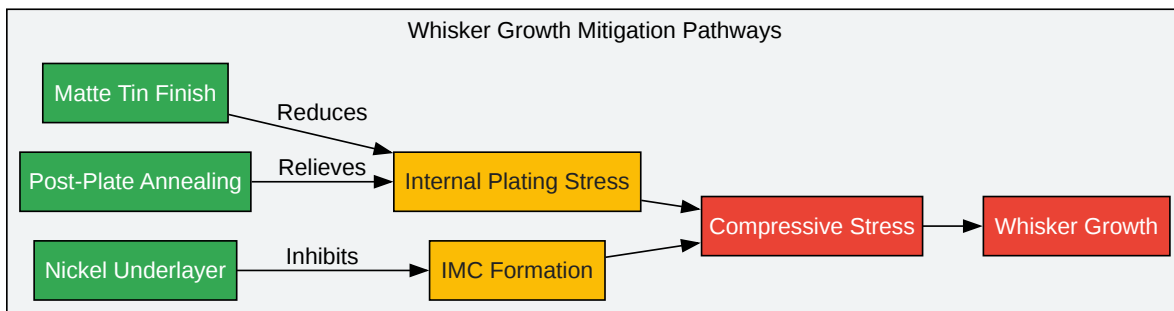 Whisker Growth Mitigation Pathways
Matte Tin Finish
Reduces
Post-Plate Annealing
Relieves
Internal Plating Stress
Nickel Underlayer
Inhibits
IMC Formation
Compressive Stress
Whisker Growth